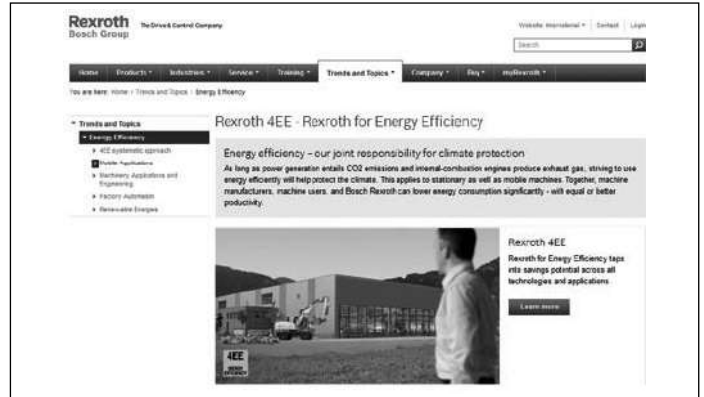 Rexroth
Bosch Group
The Drive & Control Company
Website: International
Contact
Login
Search
Home Products Industries Service Training Trends and Topics Company Buy myRexroth
You are here: Home / Trends and Topics / Energy Efficiency
Trends and Topics
Energy Efficiency
4EE systematic approach
Mobile Applications
Machinery Applications and
Engineering
Factory Automation
Renewable Energies
Rexroth 4EE - Rexroth for Energy Efficiency
Energy efficiency – our joint responsibility for climate protection
As long as power generation entails CO2 emissions and internal-combustion engines produce exhaust gas, striving to use
energy efficiently will help protect the climate. This applies to stationary as well as mobile machines. Together, machine
manufacturers, machine users, and Bosch Rexroth can lower energy consumption significantly - with equal or better
productivity.
Rexroth 4EE
Rexroth for Energy Efficiency taps
into savings potential across all
technologies and applications
Learn more
4EE